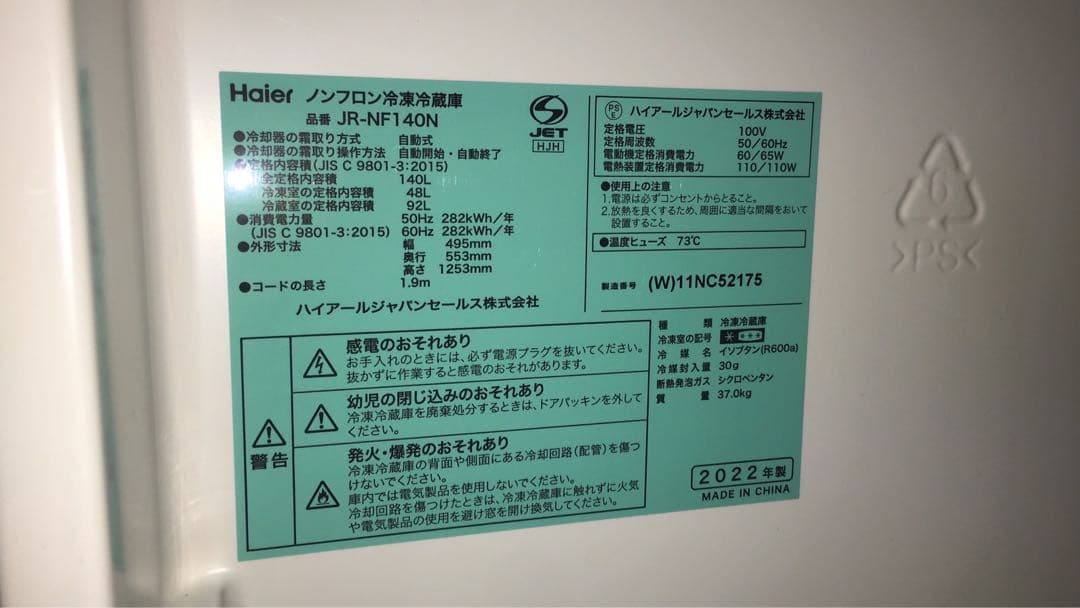 Haier ノンフロン冷凍冷蔵庫
品番 JR-NF140N
●冷却器の霜取り方式 自動式
●冷却器の霜取り操作方法 自動開始・自動終了
●定格内容積(JIS C 9801-3:2015)
全定格内容積 140L
冷凍室の定格内容積 48L
冷蔵室の定格内容積 92L
●消費電力量 50Hz 282kWh/年
(JIS C 9801-3:2015) 60Hz 282kWh/年
●外形寸法 幅 495mm
奥行 553mm
高さ 1253mm
●コードの長さ 1.9m
ハイアールジャパンセールス株式会社
JET
HJH
PSE ハイアールジャパンセールス株式会社
定格電圧 100V
定格周波数 50/60Hz
電動機定格消費電力 60/65W
電熱装置定格消費電力 110/110W
●使用上の注意
1.電源は必ずコンセントからとること。
2.放熱を良くするため、周囲に適当な間隔をおいて
設置すること。
●温度ヒューズ 73℃
製造番号 (W)11NC52175
種類 冷凍冷蔵庫
冷凍室の記号 * ***
冷媒名 イソブタン(R600a)
冷媒封入量 30g
断熱発泡ガス シクロペンタン
質量 37.0kg
2022年製
MADE IN CHINA
警告
感電のおそれあり
お手入れのときには、必ず電源プラグを抜いてください。
抜かずに作業すると感電のおそれがあります。
幼児の閉じ込みのおそれあり
冷凍冷蔵庫を廃棄処分するときは、ドアパッキンを外して
ください。
発火・爆発のおそれあり
冷凍冷蔵庫の背面や側面にある冷却回路(配管)を傷つ
けないでください。
庫内では電気製品を使用しないでください。
冷却回路を傷つけたときは、冷凍冷蔵庫に触れずに火気
や電気製品の使用を避け窓を開け換気してください。
6
>PS<